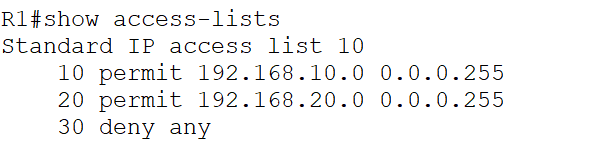 R1#show access-lists
Standard IP access list 10
    10 permit 192.168.10.0 0.0.0.255
    20 permit 192.168.20.0 0.0.0.255
    30 deny any